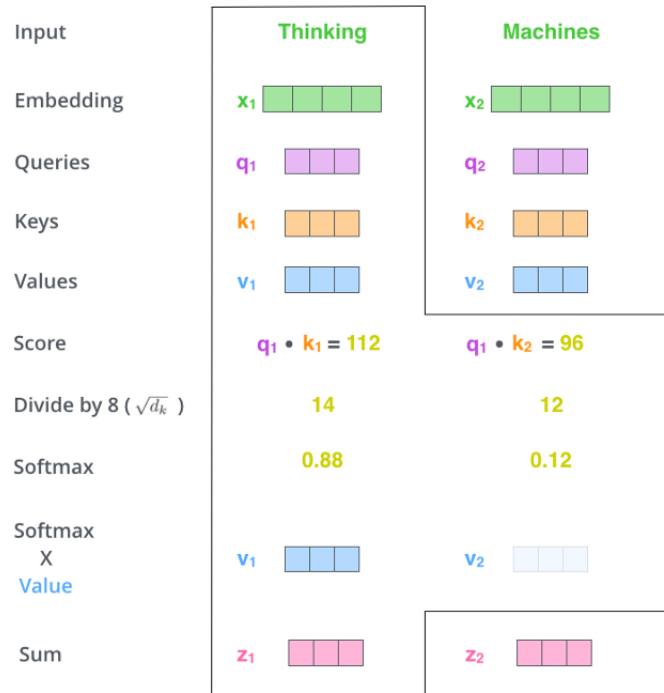 Input Thinking Machines
Embedding x₁ x₂
Queries q₁ q₂
Keys k₁ k₂
Values v₁ v₂
Score q₁ • k₁ = 112 q₁ • k₂ = 96
Divide by 8 ( √dₖ ) 14 12
Softmax 0.88 0.12
Softmax
X v₁ v₂
Value
Sum z₁ z₂